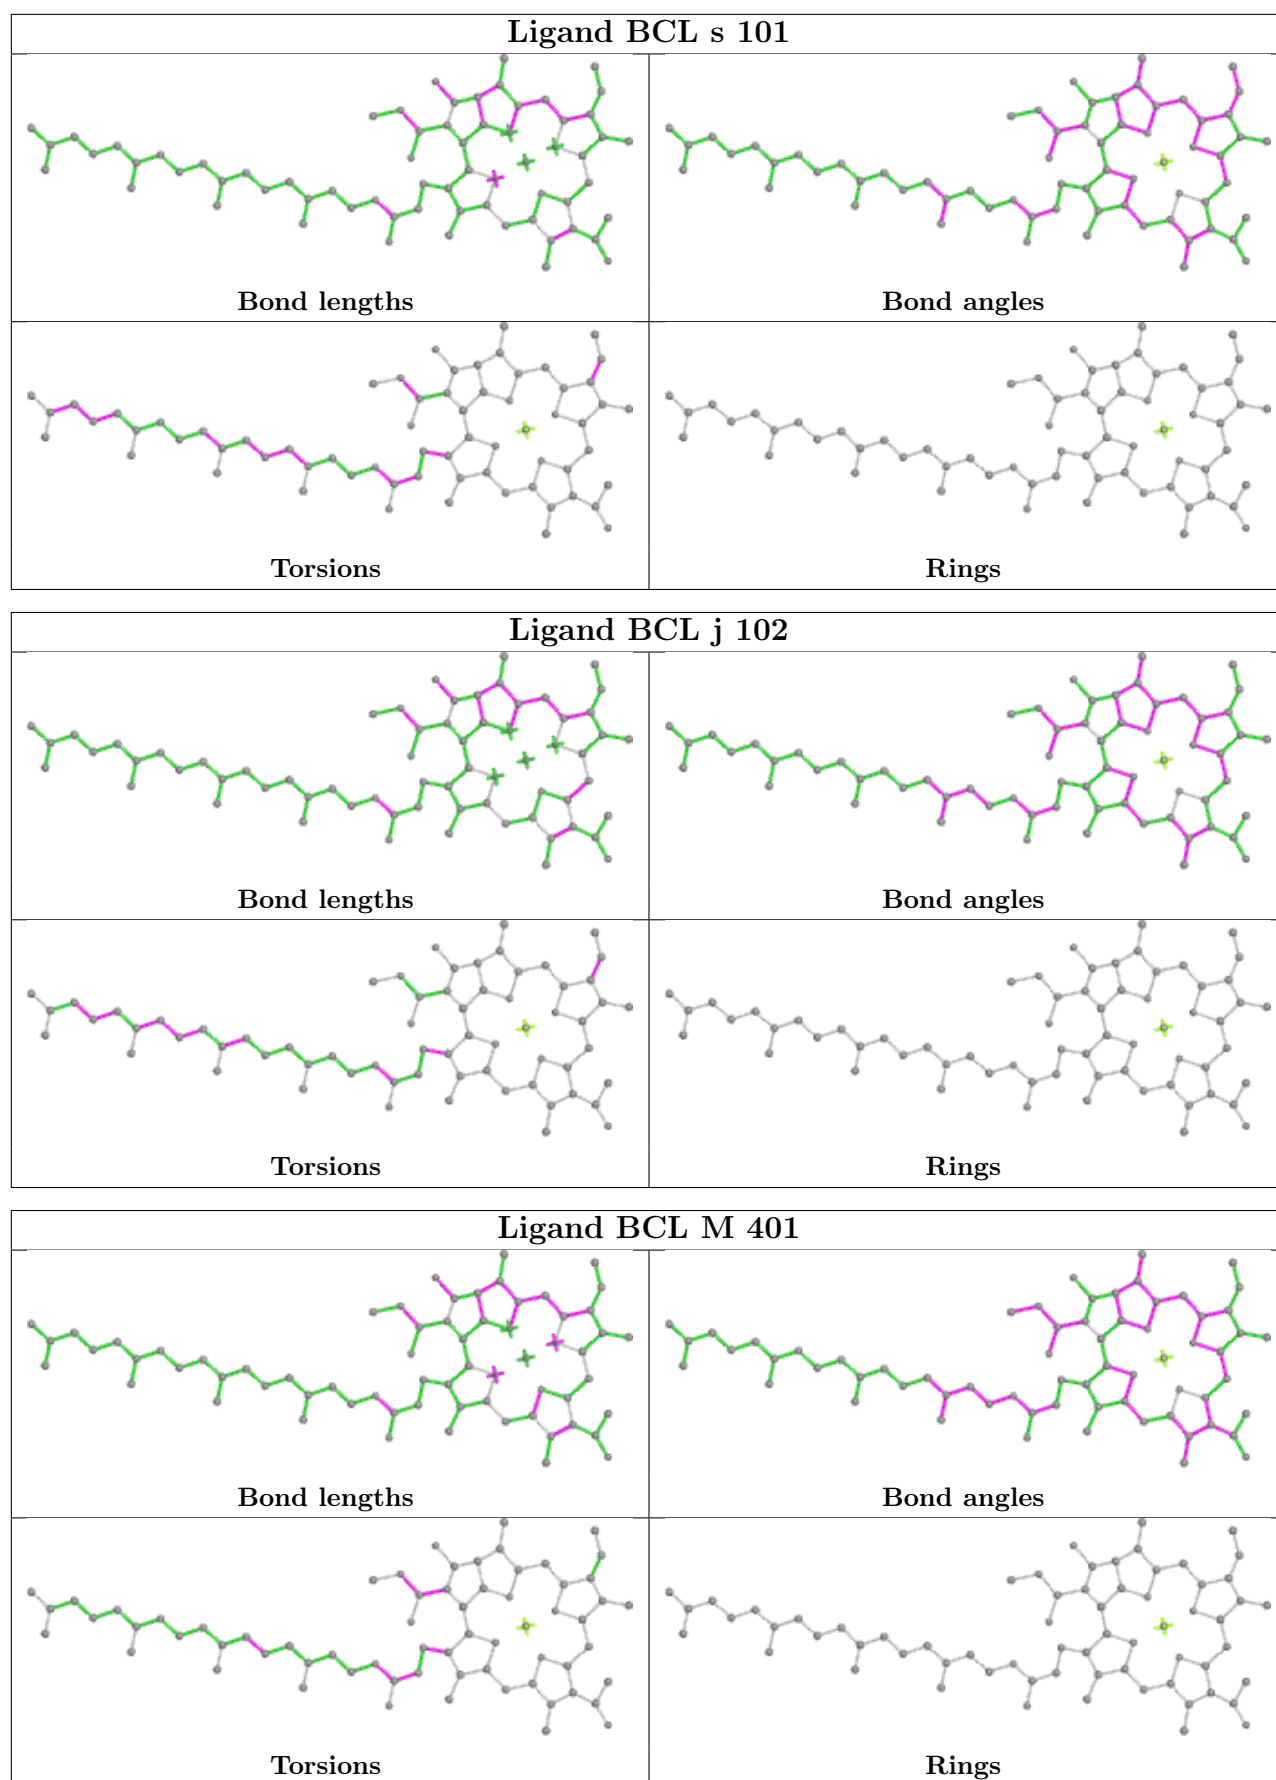 Ligand BCL s 101
Bond lengths
Bond angles
Torsions
Rings
Ligand BCL j 102
Bond lengths
Bond angles
Torsions
Rings
Ligand BCL M 401
Bond lengths
Bond angles
Torsions
Rings